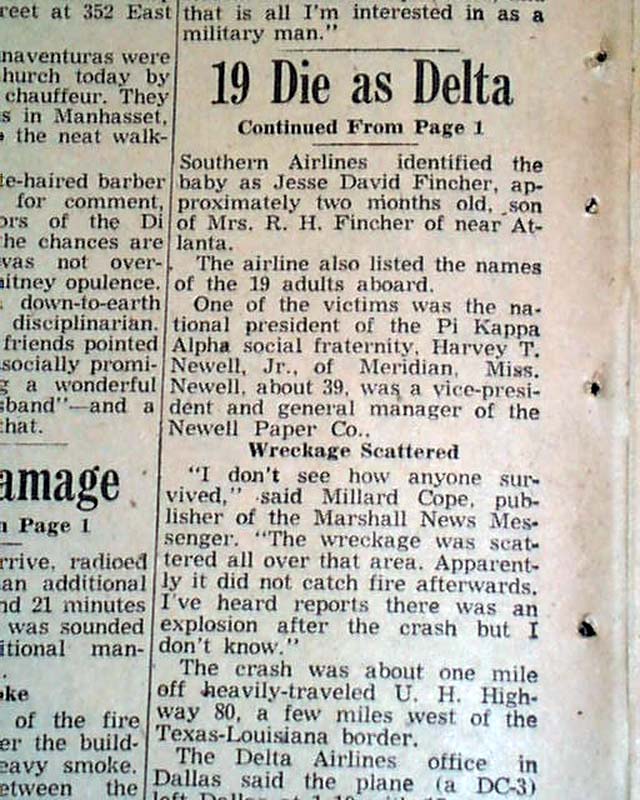 reet at 352 East
naventuras were
hurch today by
chauffeur. They
s in Manhasset,
the neat walk-
te-haired barber
for comment,
ors of the Di
he chances are
vas not over-
itney opulence.
down-to-earth
disciplinarian.
friends pointed
socially promi-
g a wonderful
sband"—and a
hat.
amage
n Page 1
rrive, radioed
an additional
nd 21 minutes
was sounded
itional man-
oke
of the fire
er the build-
eavy smoke.
etween the
that is all I'm interested in as a
military man."
19 Die as Delta
Continued From Page 1
Southern Airlines identified the
baby as Jesse David Fincher, ap-
proximately two months old, son
of Mrs. R. H. Fincher of near At-
lanta.
The airline also listed the names
of the 19 adults aboard.
One of the victims was the na-
tional president of the Pi Kappa
Alpha social fraternity, Harvey T.
Newell, Jr., of Meridian, Miss.
Newell, about 39, was a vice-presi-
dent and general manager of the
Newell Paper Co..
Wreckage Scattered
"I don't see how anyone sur-
vived," said Millard Cope, pub-
lisher of the Marshall News Mes-
senger. "The wreckage was scat-
tered all over that area. Apparent-
ly it did not catch fire afterwards.
I've heard reports there was an
explosion after the crash but I
don't know."
The crash was about one mile
off heavily-traveled U. H. High-
way 80, a few miles west of the
Texas-Louisiana border.
The Delta Airlines office in
Dallas said the plane (a DC-3)
left Dallas at